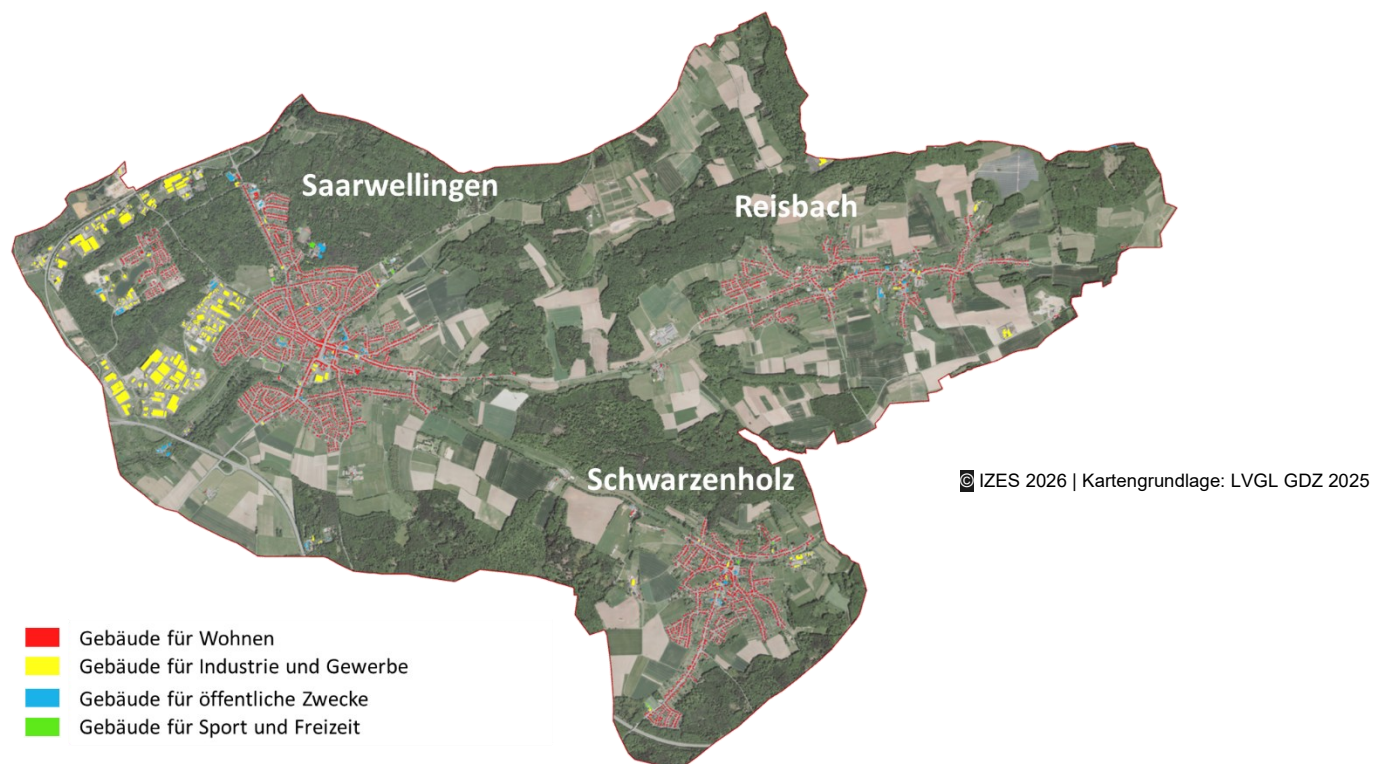 Saarwellingen
Reisbach
Schwarzenholz
© IZES 2026 | Kartengrundlage: LVGL GDZ 2025
Gebäude für Wohnen
Gebäude für Industrie und Gewerbe
Gebäude für öffentliche Zwecke
Gebäude für Sport und Freizeit